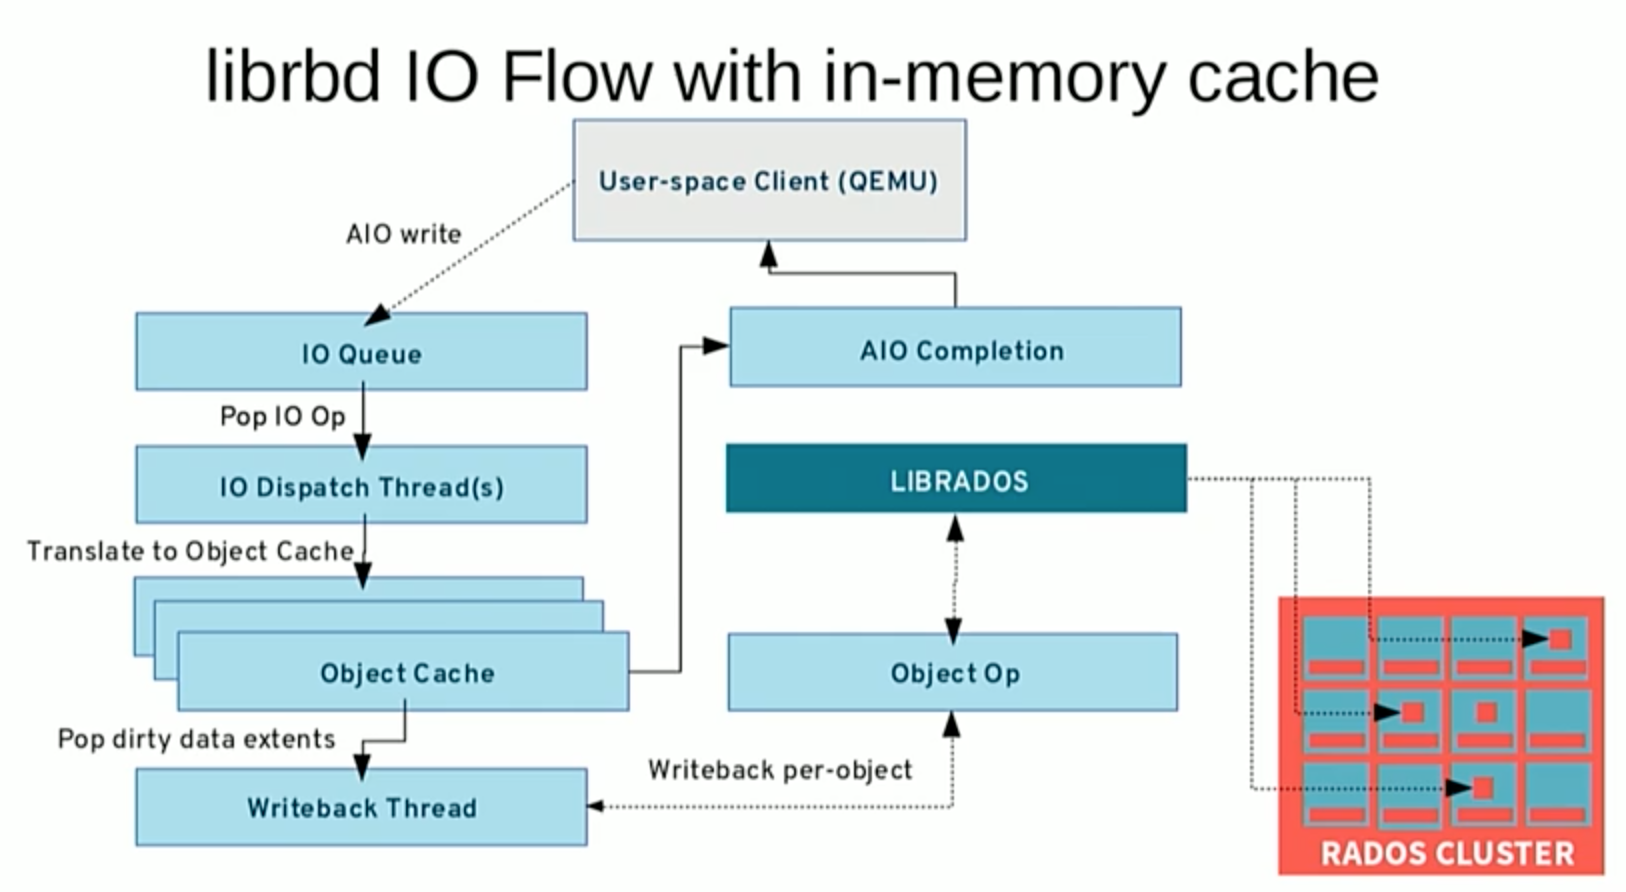 librbd IO Flow with in-memory cache
User-space Client (QEMU)
AIO write
IO Queue
AIO Completion
Pop IO Op
IO Dispatch Thread(s)
LIBRADOS
Translate to Object Cache
Object Cache
Object Op
Pop dirty data extents
Writeback per-object
Writeback Thread
RADOS CLUSTER